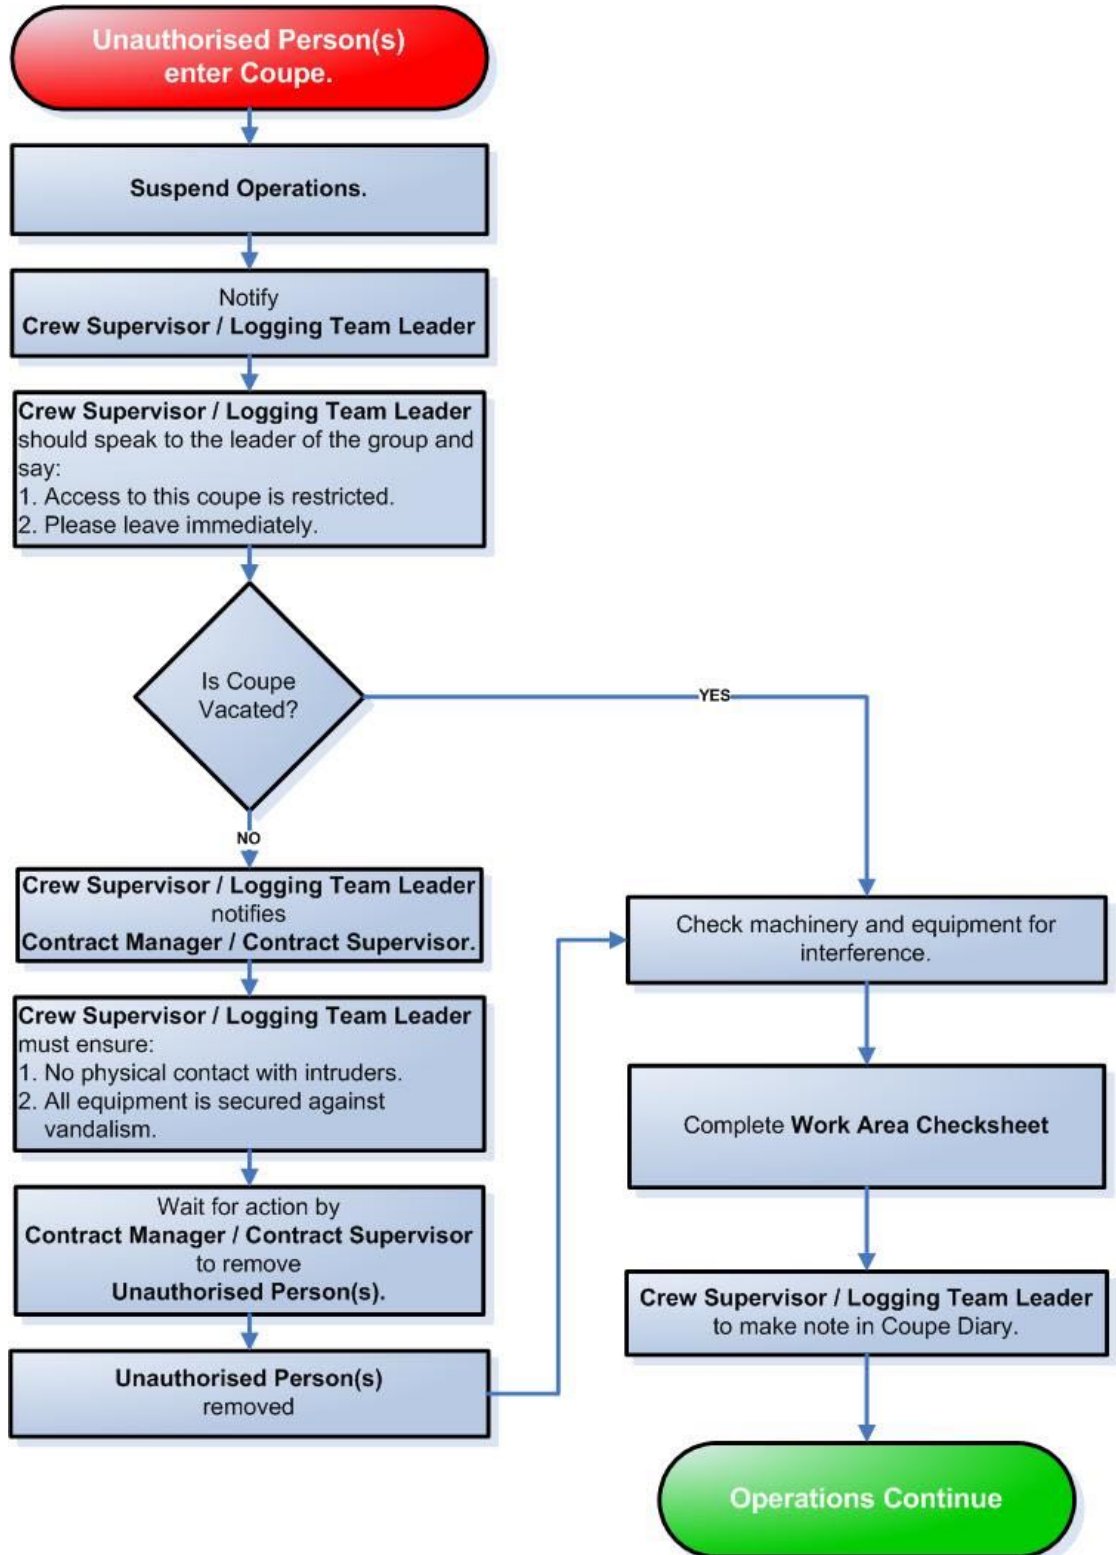 Unauthorised Person(s)
enter Coupe.
Suspend Operations.
Notify
Crew Supervisor / Logging Team Leader
Crew Supervisor / Logging Team Leader
should speak to the leader of the group and
say:
1. Access to this coupe is restricted.
2. Please leave immediately.
Is Coupe
Vacated?
YES
NO
Crew Supervisor / Logging Team Leader
notifies
Contract Manager / Contract Supervisor.
Crew Supervisor / Logging Team Leader
must ensure:
1. No physical contact with intruders.
2. All equipment is secured against
vandalism.
Wait for action by
Contract Manager / Contract Supervisor
to remove
Unauthorised Person(s).
Unauthorised Person(s)
removed
Check machinery and equipment for
interference.
Complete Work Area Checksheet
Crew Supervisor / Logging Team Leader
to make note in Coupe Diary.
Operations Continue